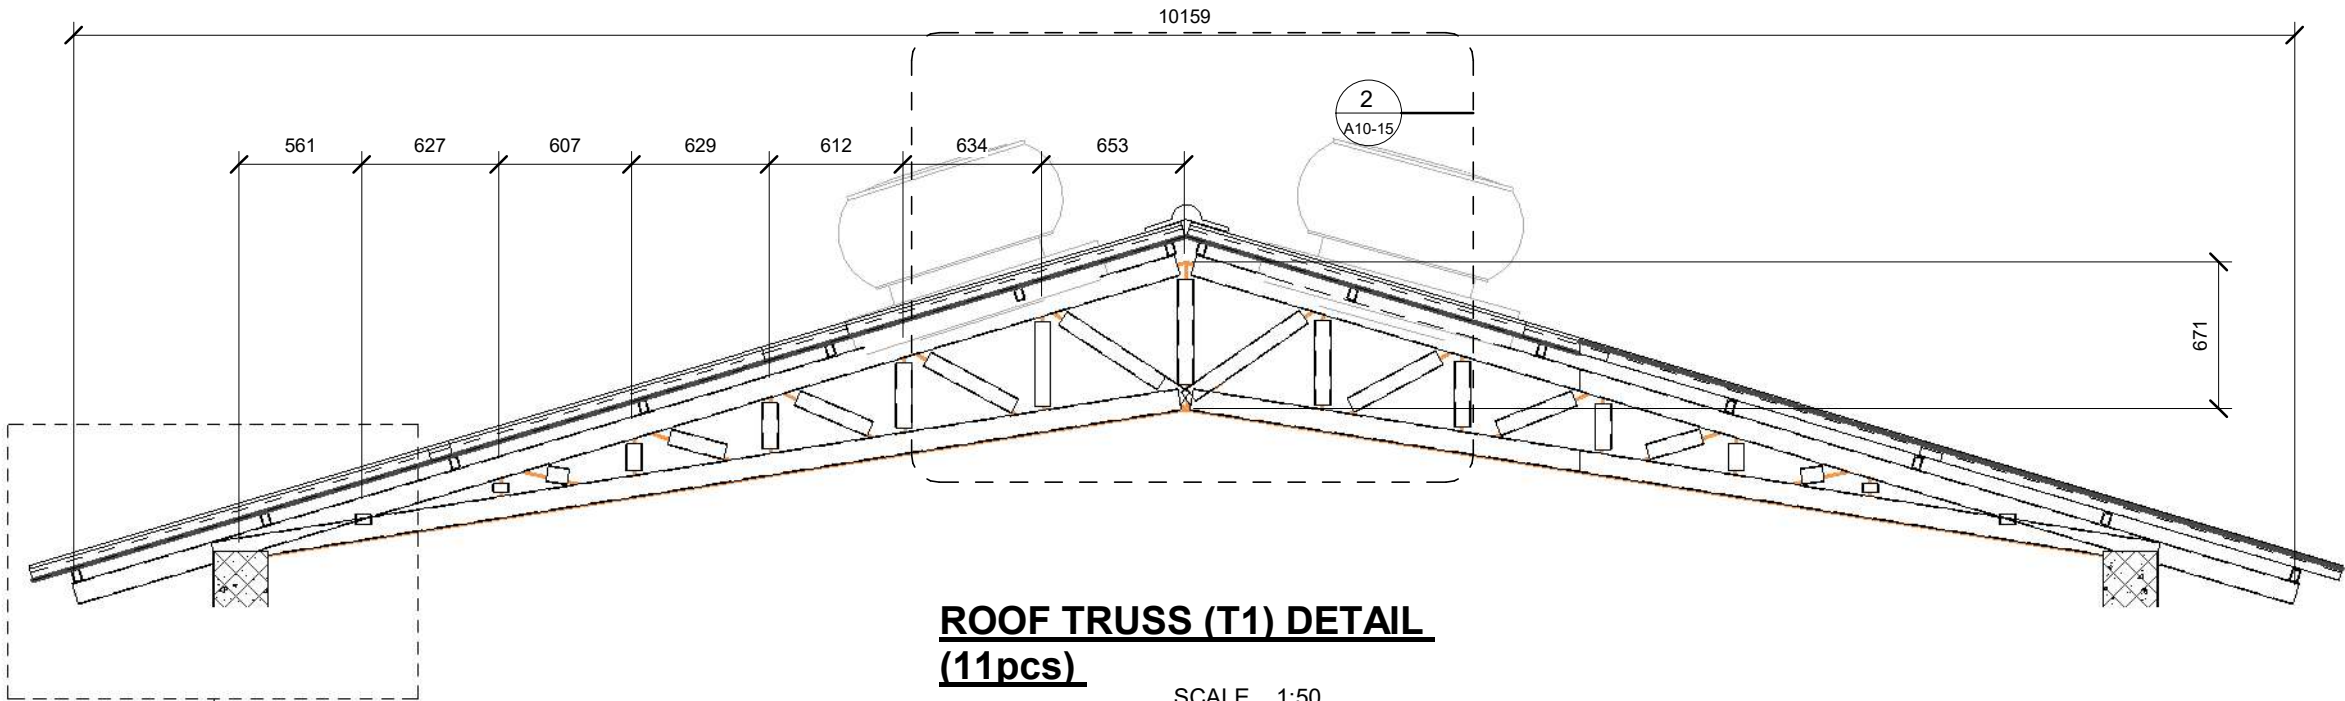 10159
2
A10-15
561 627 607 629 612 634 653
671
ROOF TRUSS (T1) DETAIL
(11pcs)
SCALE 1:50